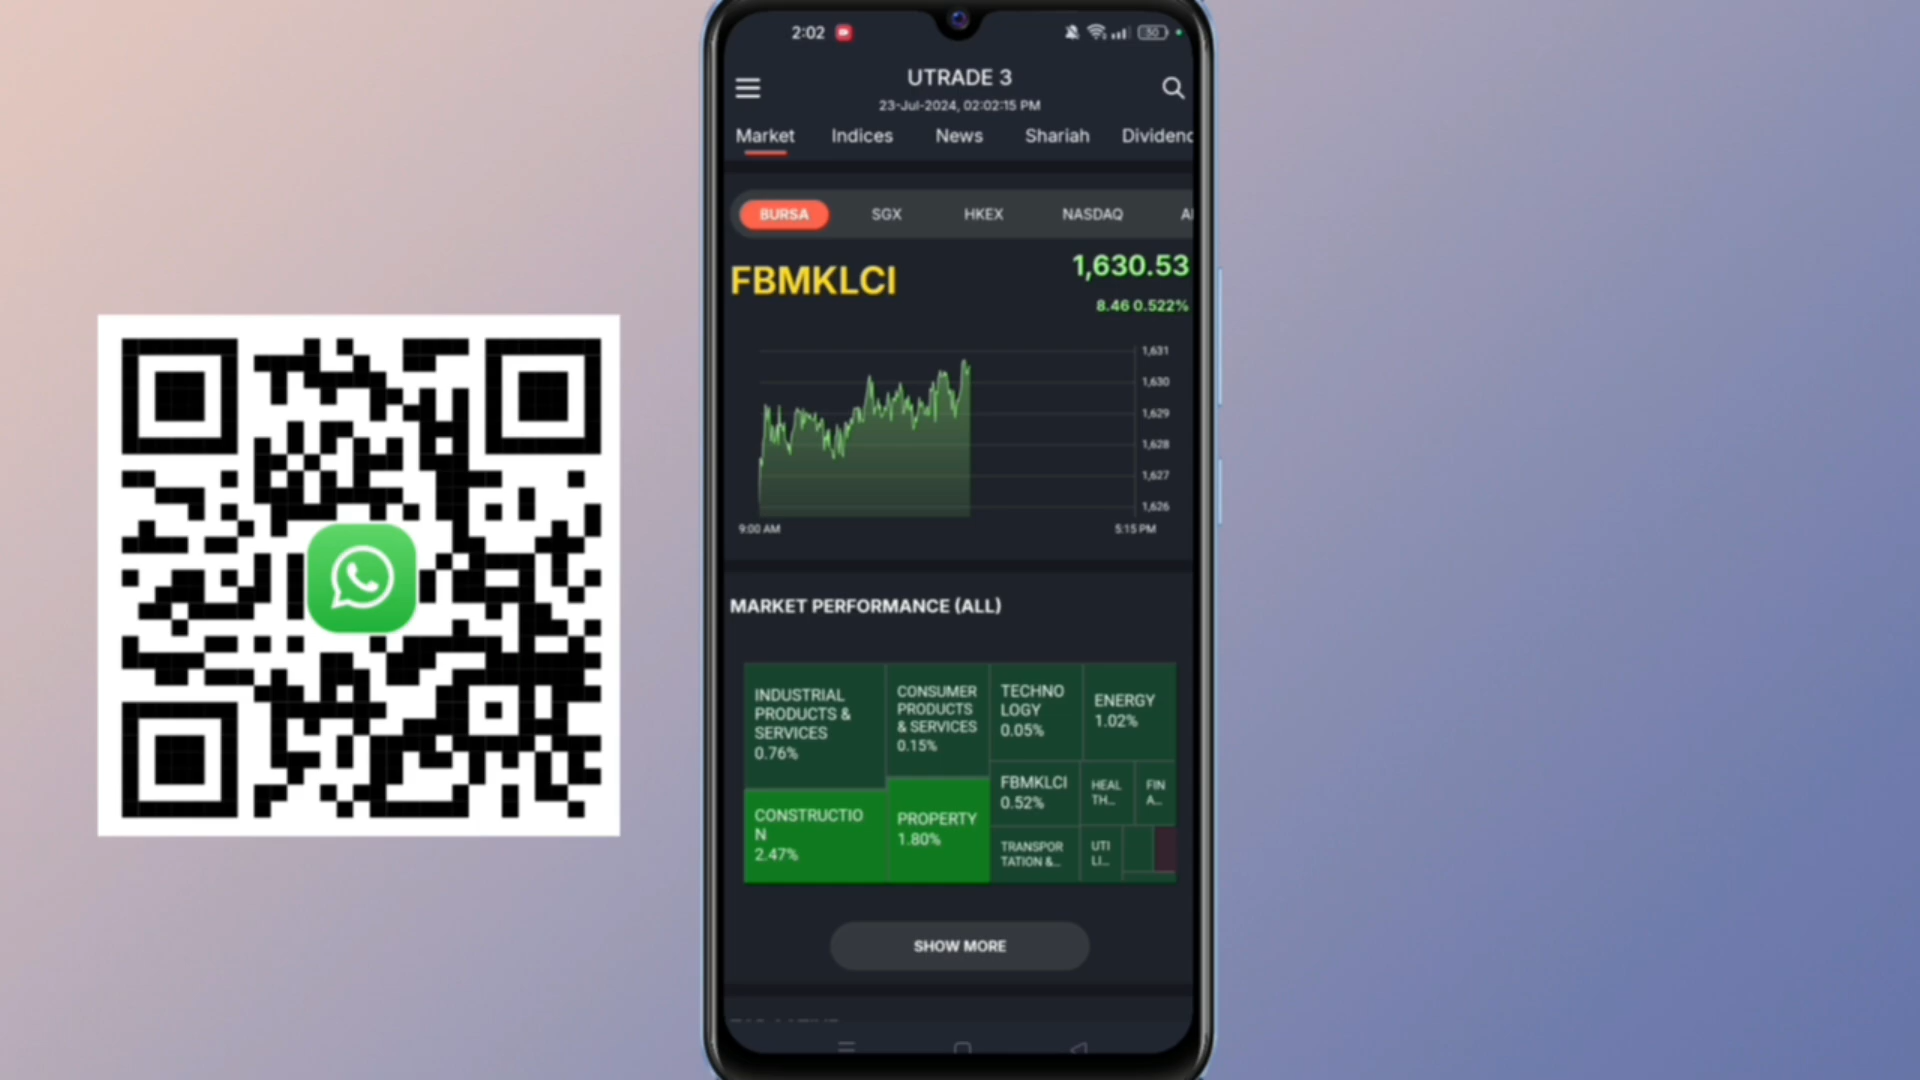 2:02
50
UTRADE 3
23-Jul-2024, 02:02:15 PM
Market Indices News Shariah Dividend
BURSA SGX HKEX NASDAQ
FBMKLCI
1,630.53
8.46 0.522%
1,631
1,630
1,629
1,628
1,627
1,626
9:00 AM 5:15 PM
MARKET PERFORMANCE (ALL)
INDUSTRIAL
PRODUCTS &
SERVICES
0.76%
CONSUMER
PRODUCTS
& SERVICES
0.15%
TECHNO
LOGY
0.05%
ENERGY
1.02%
CONSTRUCTIO
N
2.47%
PROPERTY
1.80%
FBMKLCI
0.52%
HEAL
TH...
FIN
A...
TRANSPOR
TATION &...
UTI
LI...
SHOW MORE